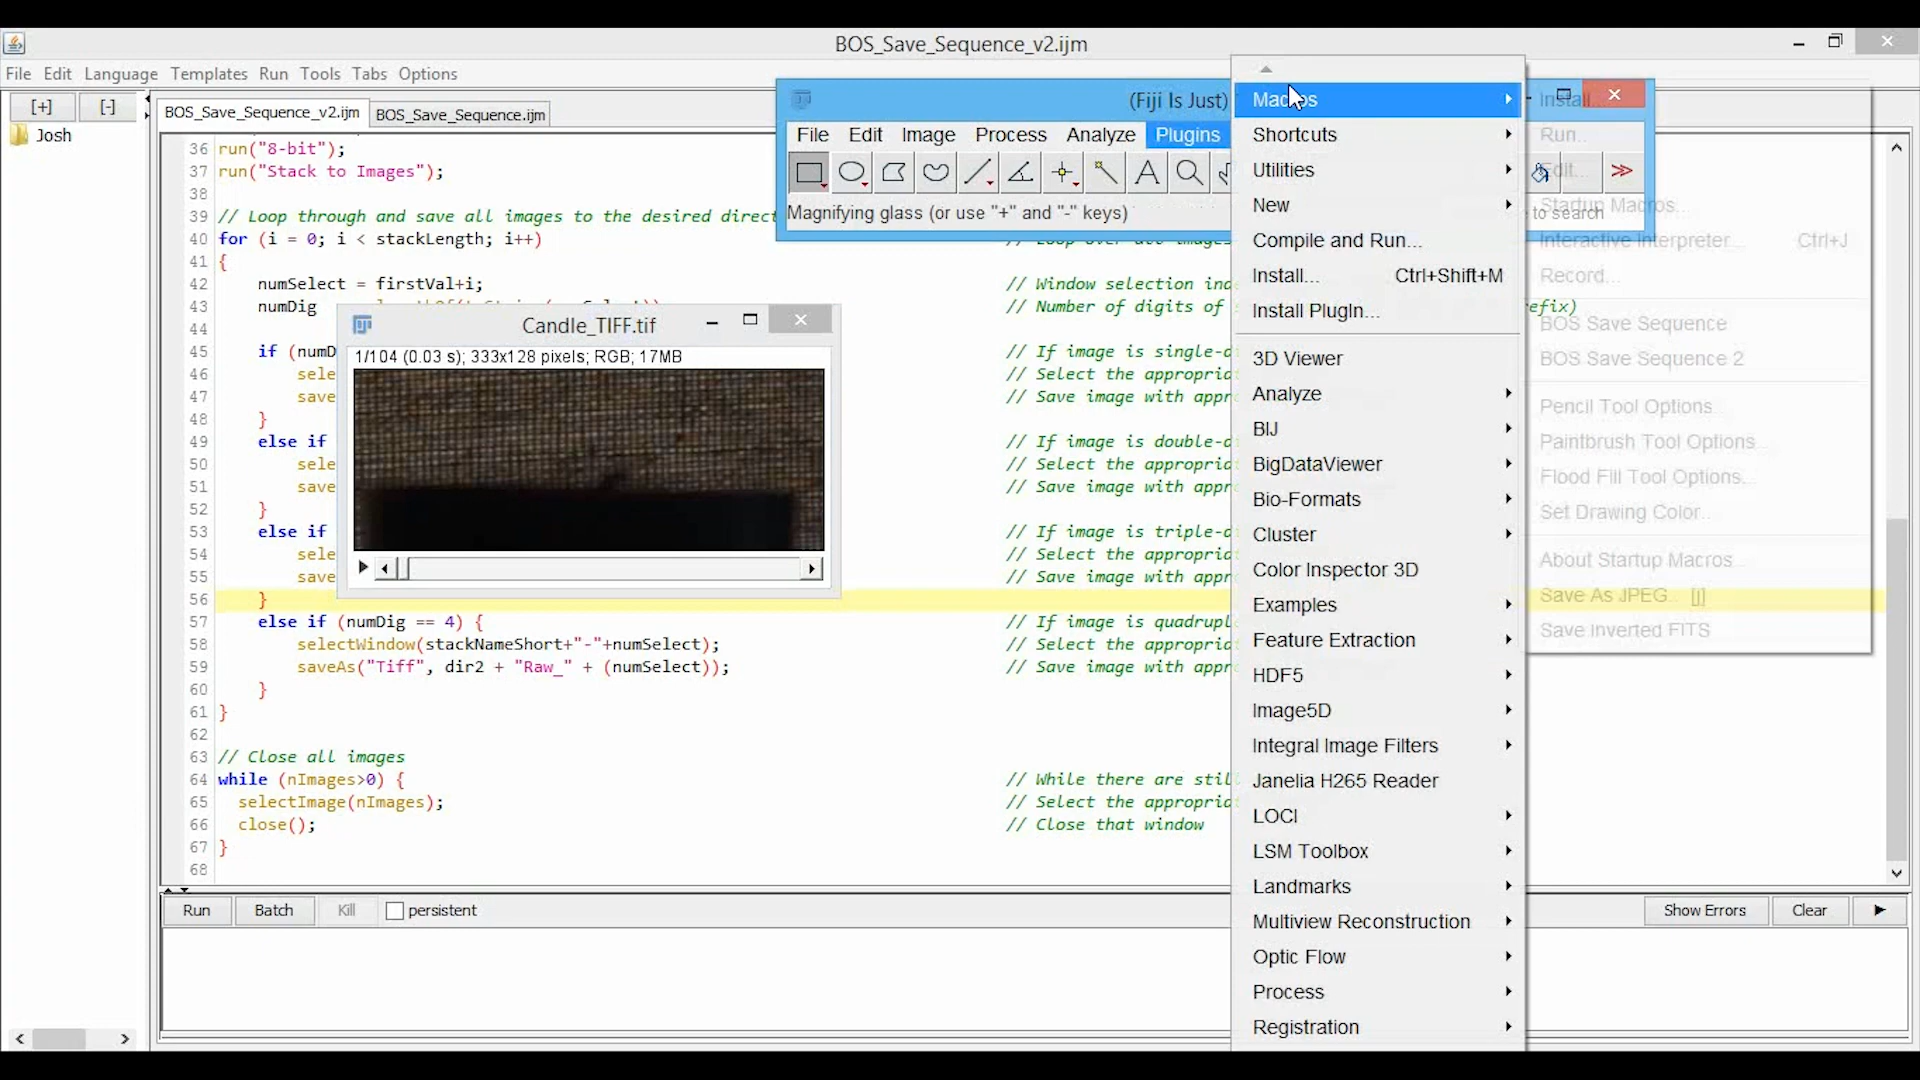 BOS_Save_Sequence_v2.ijm
File Edit Language Templates Run Tools Tabs Options
[+] [-]
Josh
BOS_Save_Sequence_v2.ijm BOS_Save_Sequence.ijm
36 run("8-bit");
37 run("Stack to Images");
38
39 // Loop through and save all images to the desired direct
40 for (i = 0; i < stackLength; i++)
41 {
42 numSelect = firstVal+i; // Window selection ind
43 numDig // Number of digits of efix)
44
45 if (numD // If image is single-d
46 sele // Select the appropria
47 save // Save image with appr
48 }
49 else if // If image is double-d
50 sele // Select the appropria
51 save // Save image with appr
52 }
53 else if // If image is triple-d
54 sele // Select the appropria
55 save // Save image with appr
56 }
57 else if (numDig == 4) { // If image is quadrupl
58 selectWindow(stackNameShort+"-"+numSelect); // Select the appropria
59 saveAs("Tiff", dir2 + "Raw_" + (numSelect)); // Save image with appr
60 }
61 }
62
63 // Close all images
64 while (nImages>0) { // While there are stil
65 selectImage(nImages); // Select the appropria
66 close(); // Close that window
67 }
68
Run Batch Kill persistent Show Errors Clear
Candle_TIFF.tif
1/104 (0.03 s); 333x128 pixels; RGB; 17MB
(Fiji Is Just)
File Edit Image Process Analyze Plugins
Magnifying glass (or use "+" and "-" keys) to search
Macros
Shortcuts
Utilities
New
Compile and Run...
Install... Ctrl+Shift+M
Install PlugIn...
3D Viewer
Analyze
BIJ
BigDataViewer
Bio-Formats
Cluster
Color Inspector 3D
Examples
Feature Extraction
HDF5
Image5D
Integral Image Filters
Janelia H265 Reader
LOCI
LSM Toolbox
Landmarks
Multiview Reconstruction
Optic Flow
Process
Registration
Install...
Run...
Edit...
Startup Macros...
Interactive Interpreter... Ctrl+J
Record...
BOS Save Sequence
BOS Save Sequence 2
Pencil Tool Options...
Paintbrush Tool Options...
Flood Fill Tool Options...
Set Drawing Color...
About Startup Macros...
Save As JPEG... [j]
Save Inverted FITS